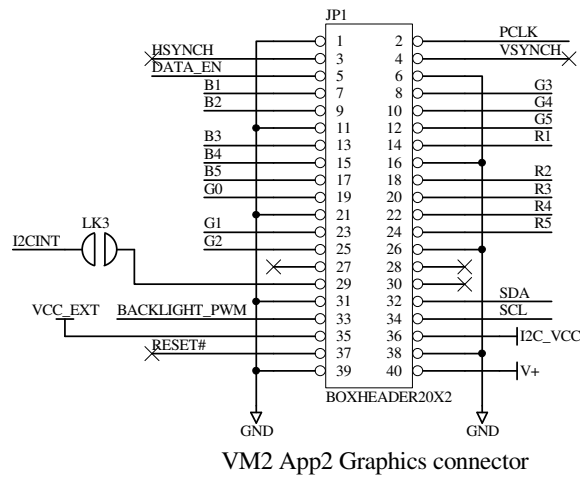 JP1
1 2 PCLK
HSYNCH 3 4 VSYNCH
DATA_EN 5 6
B1 7 8 G3
B2 9 10 G4
11 12 G5
B3 13 14 R1
B4 15 16
B5 17 18 R2
G0 19 20 R3
21 22 R4
G1 23 24 R5
G2 25 26
I2CINT LK3
27 28
29 30
31 32 SDA
VCC_EXT BACKLIGHT_PWM 33 34 SCL
35 36 I2C_VCC
RESET# 37 38
39 40 V+
BOXHEADER20X2
GND GND
VM2 App2 Graphics connector